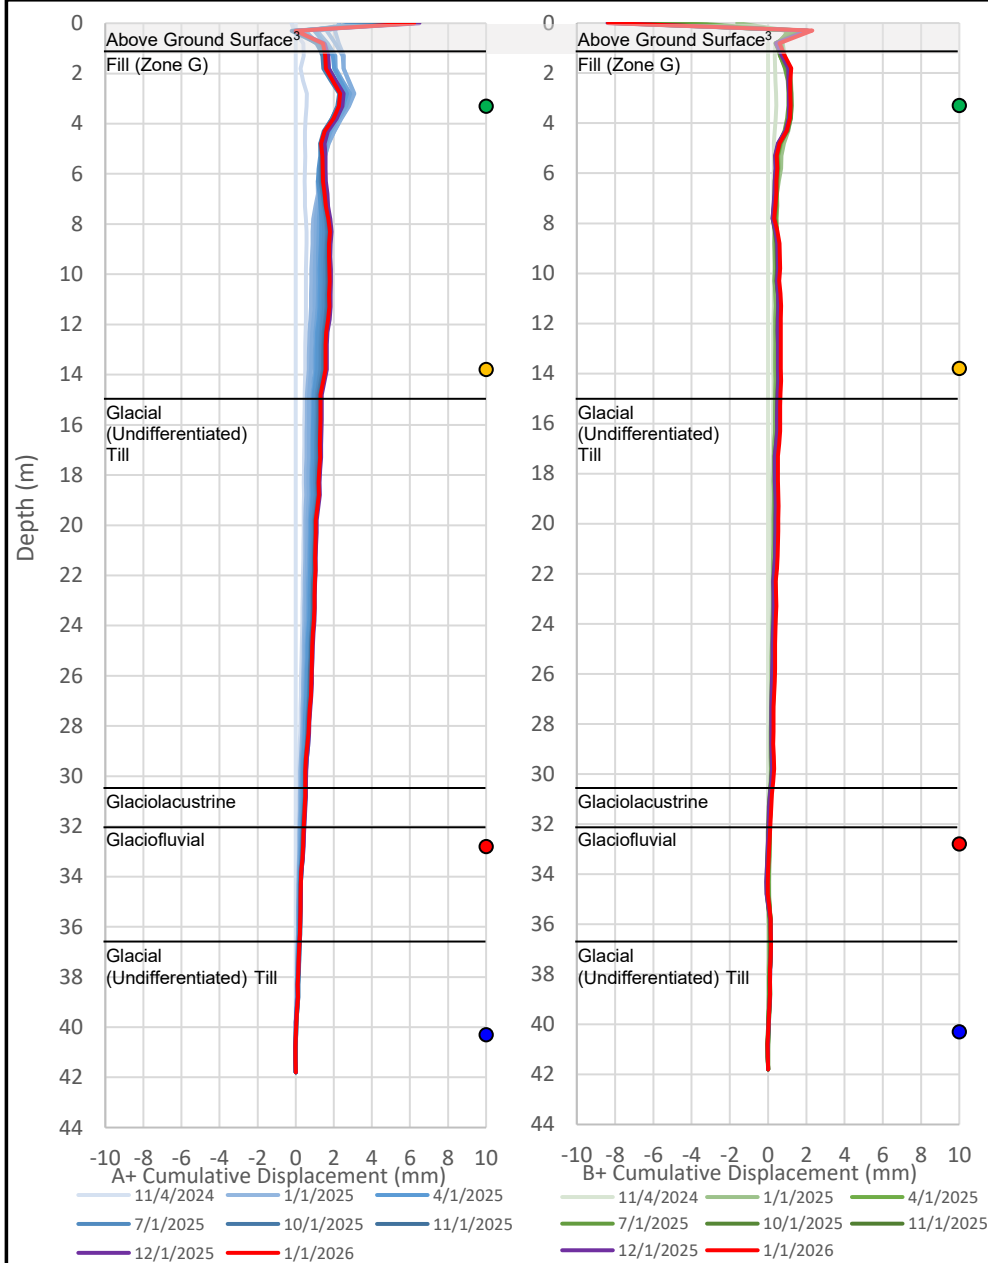 0
2
4
6
8
10
12
14
16
18
20
22
24
26
28
30
32
34
36
38
40
42
44
Depth (m)
Above Ground Surface³
Fill (Zone G)
Glacial
(Undifferentiated)
Till
Glaciolacustrine
Glaciofluvial
Glacial
(Undifferentiated) Till
-10 -8 -6 -4 -2 0 2 4 6 8 10
A+ Cumulative Displacement (mm)
11/4/2024 1/1/2025 4/1/2025
7/1/2025 10/1/2025 11/1/2025
12/1/2025 1/1/2026
0
2
4
6
8
10
12
14
16
18
20
22
24
26
28
30
32
34
36
38
40
42
44
Above Ground Surface³
Fill (Zone G)
Glacial
(Undifferentiated)
Till
Glaciolacustrine
Glaciofluvial
Glacial
(Undifferentiated) Till
-10 -8 -6 -4 -2 0 2 4 6 8 10
B+ Cumulative Displacement (mm)
11/4/2024 1/1/2025 4/1/2025
7/1/2025 10/1/2025 11/1/2025
12/1/2025 1/1/2026